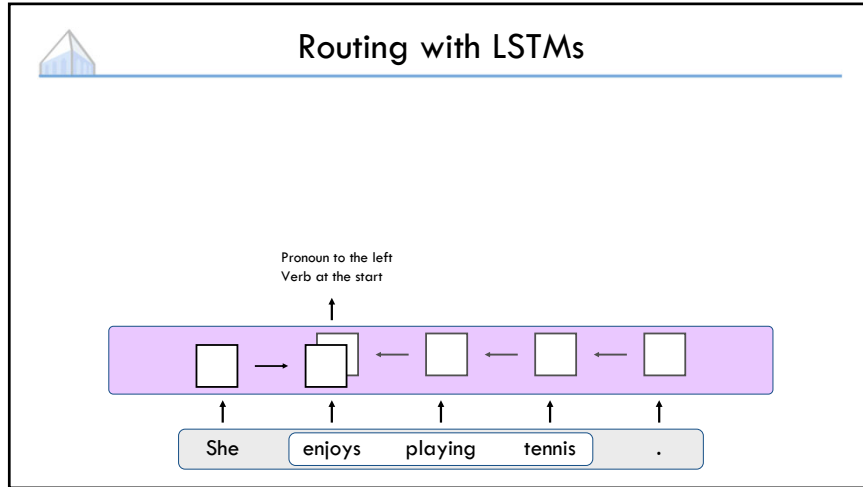 Routing with LSTMs
Pronoun to the left
Verb at the start
She enjoys playing tennis .